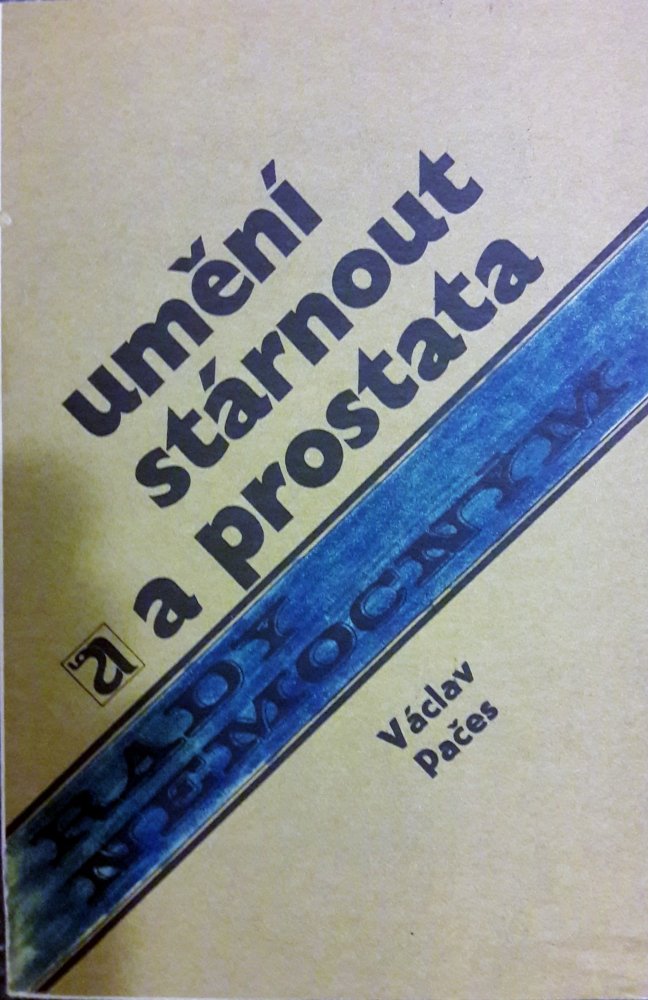 umění
stárnout
a prostata
RADY
NEMOCNÝM
Václav
Pačes